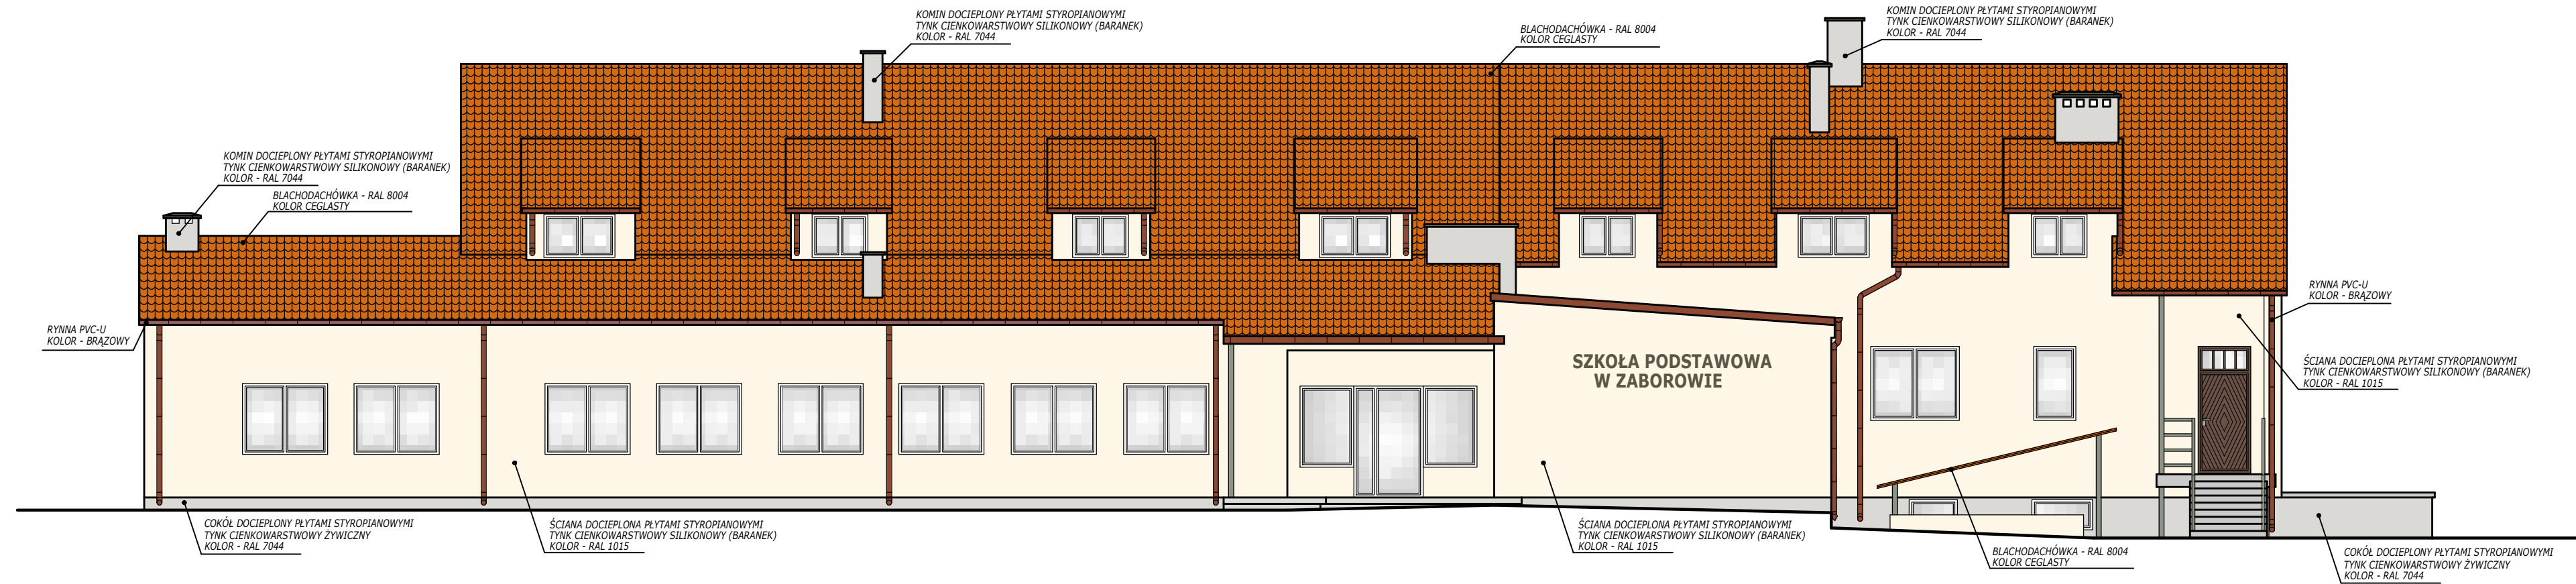 KOMIN DOCIEPLONY PŁYTAMI STYROPIANOWYMI
TYNK CIENKOWARSTWOWY SILIKONOWY (BARANEK)
KOLOR - RAL 7044
BLACHODACHÓWKA - RAL 8004
KOLOR CEGLASTY
KOMIN DOCIEPLONY PŁYTAMI STYROPIANOWYMI
TYNK CIENKOWARSTWOWY SILIKONOWY (BARANEK)
KOLOR - RAL 7044
KOMIN DOCIEPLONY PŁYTAMI STYROPIANOWYMI
TYNK CIENKOWARSTWOWY SILIKONOWY (BARANEK)
KOLOR - RAL 7044
BLACHODACHÓWKA - RAL 8004
KOLOR CEGLASTY
RYNNA PVC-U
KOLOR - BRĄZOWY
RYNNA PVC-U
KOLOR - BRĄZOWY
SZKOŁA PODSTAWOWA
W ZABOROWIE
ŚCIANA DOCIEPLONA PŁYTAMI STYROPIANOWYMI
TYNK CIENKOWARSTWOWY SILIKONOWY (BARANEK)
KOLOR - RAL 1015
COKÓŁ DOCIEPLONY PŁYTAMI STYROPIANOWYMI
TYNK CIENKOWARSTWOWY ŻYWICZNY
KOLOR - RAL 7044
ŚCIANA DOCIEPLONA PŁYTAMI STYROPIANOWYMI
TYNK CIENKOWARSTWOWY SILIKONOWY (BARANEK)
KOLOR - RAL 1015
ŚCIANA DOCIEPLONA PŁYTAMI STYROPIANOWYMI
TYNK CIENKOWARSTWOWY SILIKONOWY (BARANEK)
KOLOR - RAL 1015
BLACHODACHÓWKA - RAL 8004
KOLOR CEGLASTY
COKÓŁ DOCIEPLONY PŁYTAMI STYROPIANOWYMI
TYNK CIENKOWARSTWOWY ŻYWICZNY
KOLOR - RAL 7044